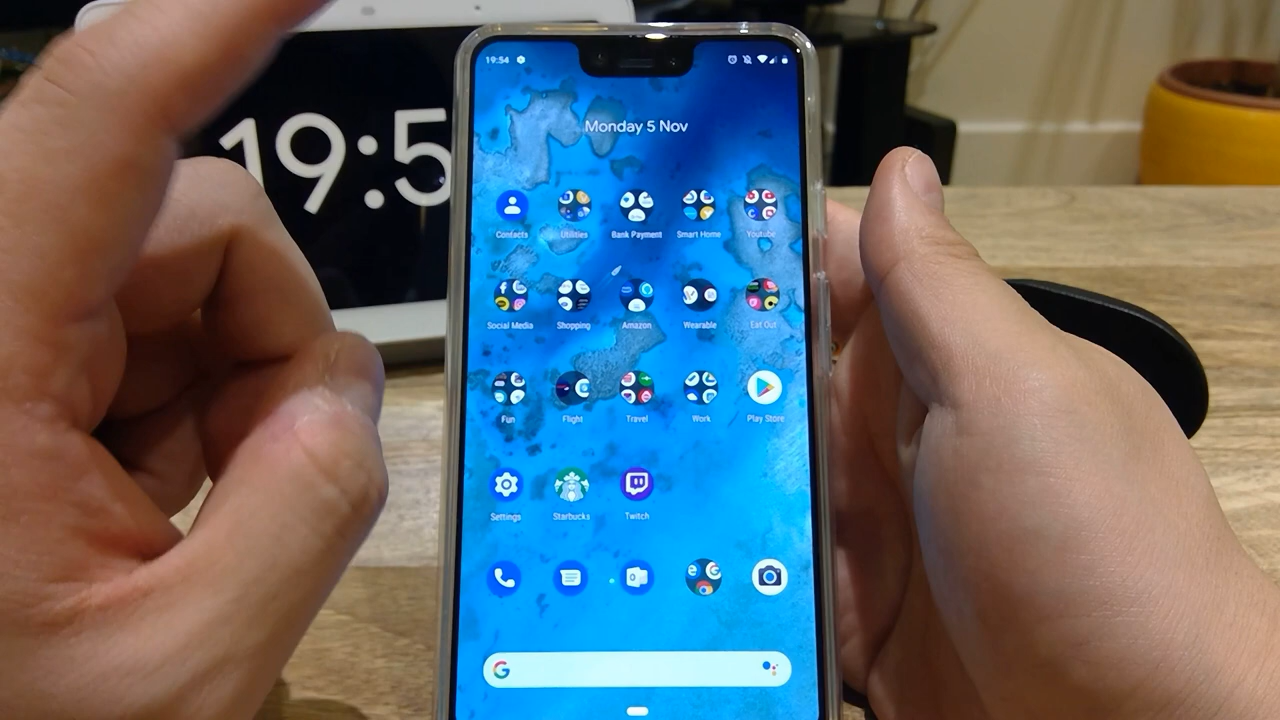 19:5
19:54
Monday 5 Nov
Contacts
Utilities
Bank Payment
Smart Home
Youtube
Social Media
Shopping
Amazon
Wearable
Eat Out
Fun
Flight
Travel
Work
Play Store
Settings
Starbucks
Twitch
G